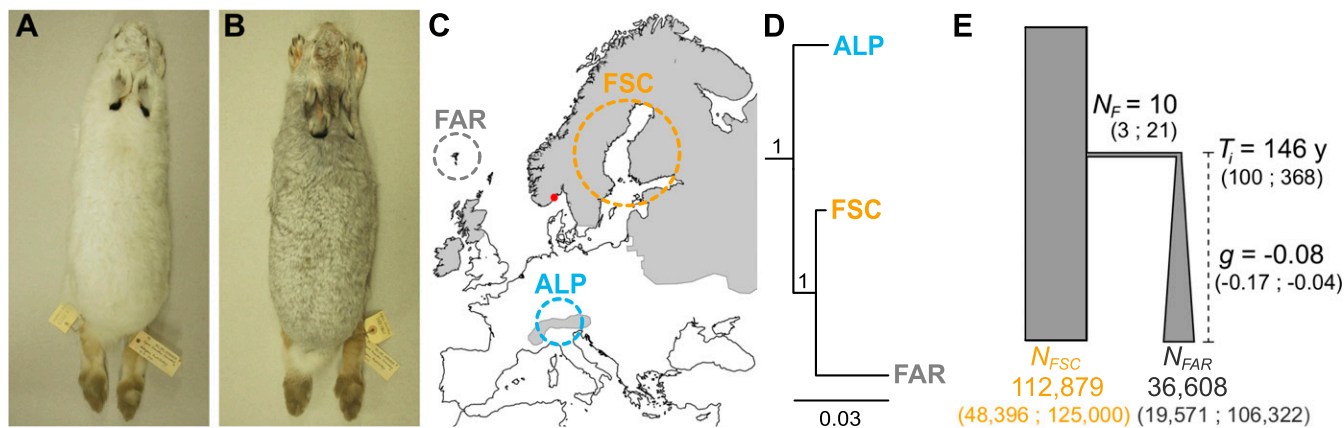 A
B
C
D
E
FAR
FSC
ALP
ALP
FSC
FAR
1
1
0.03
N_F = 10
(3 ; 21)
T_i = 146 y
(100 ; 368)
g = -0.08
(-0.17 ; -0.04)
N_FSC
112,879
(48,396 ; 125,000)
N_FAR
36,608
(19,571 ; 106,322)